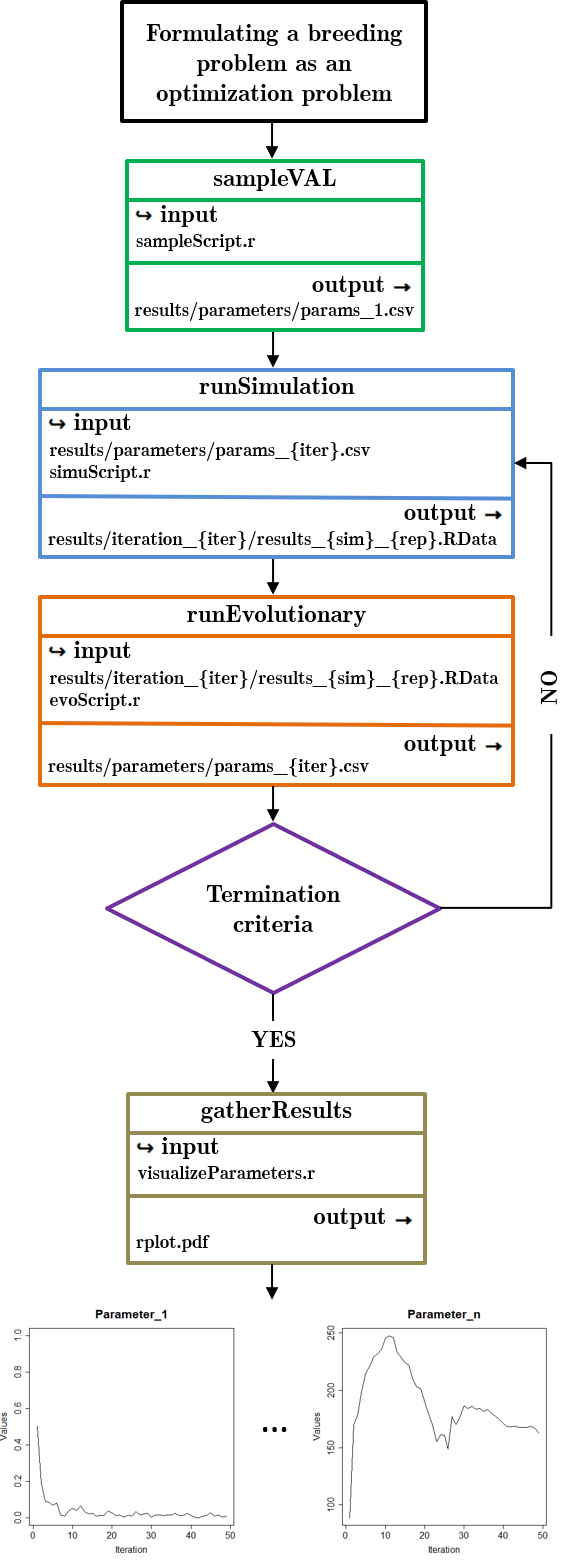 Formulating a breeding
problem as an
optimization problem
sampleVAL
↪ input
sampleScript.r
output →
results/parameters/params_1.csv
runSimulation
↪ input
results/parameters/params_{iter}.csv
simuScript.r
output →
results/iteration_{iter}/results_{sim}_{rep}.RData
runEvolutionary
↪ input
results/iteration_{iter}/results_{sim}_{rep}.RData
evoScript.r
output →
results/parameters/params_{iter}.csv
NO
Termination
criteria
YES
gatherResults
↪ input
visualizeParameters.r
output →
rplot.pdf
Parameter_1
Values
1.0
0.8
0.6
0.4
0.2
0.0
0 10 20 30 40 50
Iteration
...
Parameter_n
Values
250
200
150
100
0 10 20 30 40 50
Iteration